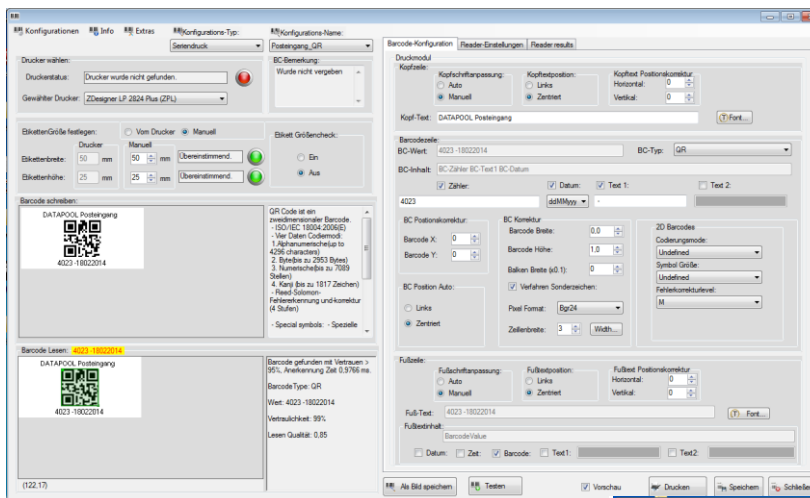 Konfigurationen Info Extras Konfigurations-Typ: Konfigurations-Name:
Seriendruck Posteingang_QR
Drucker wählen:
Druckerstatus: Drucker wurde nicht gefunden.
Gewählter Drucker: ZDesigner LP 2824 Plus (ZPL)
BC-Bemerkung:
Wurde nicht vergeben
EtikettenGröße festlegen: Vom Drucker Manuell
Drucker Manuell
Etikettenbreite: 50 mm 50 mm Übereinstimmend.
Etikettenhöhe: 25 mm 25 mm Übereinstimmend.
Etikett Größencheck:
Ein
Aus
Barcode schreiben:
DATAPOOL Posteingang
4023 -18022014
QR Code ist ein
zweidimensionaler Barcode.
- ISO/IEC 18004:2006(E)
- Vier Daten Codiermodi:
1.Alphanumerische(up to
4296 characters)
2. Byte(bis zu 2953 Bytes)
3. Numerische(bis zu 7089
Stellen)
4. Kanji (bis zu 1817 Zeichen)
- Reed-Solomon-
Fehlererkennung und-korrektur
(4 Stufen)
- Special symbols: - Spezielle
Barcode Lesen: 4023 -18022014
DATAPOOL Posteingang
4023 -18022014
Barcode gefunden mit Vertrauen >
95%, Anerkennung Zeit 0,9766 ms.
BarcodeType: QR
Wert: 4023 -18022014
Vertraulichkeit: 99%
Lesen Qualität: 0,85
(122,17)
Barcode-Konfiguration Reader-Einstellungen Reader results
Druckmodul
Kopfzeile:
Kopfschriftanpassung: Kopftextposition: Kopftext Positionskorrektur
Auto Links Horizontal: 0
Manuell Zentriert Vertikal: 0
Kopf-Text: DATAPOOL Posteingang Font...
Barcodezeile:
BC-Wert: 4023 -18022014 BC-Typ: QR
BC-Inhalt: BC-Zähler BC-Text1 BC-Datum
Zähler: Datum: Text 1: Text 2:
4023 ddMMyyy -
BC Postionskorrektur:
Barcode X: 0
Barcode Y: 0
BC Position Auto:
Links
Zentriert
BC Korrektur
Barcode Breite: 0,0
Barcode Höhe: 1,0
Balken Breite (x0.1): 0
Verfahren Sonderzeichen:
Pixel Format: Bgr24
Zeilenbreite: 3 Width...
2D Barcodes
Codierungsmode:
Undefined
Symbol Größe:
Undefined
Fehlerkorrekturlevel:
M
Fußzeile:
Fußschriftanpassung: Fußtextposition: Fußtext Positionskorrektur
Auto Links Horizontal: 0
Manuell Zentriert Vertikal: 0
Fuß-Text: 4023 -18022014 Font...
Fußtextinhalt:
BarcodeValue
Datum: Zeit: Barcode: Text1: Text2:
Als Bild speichern Testen Vorschau Drucken Speichern Schließe